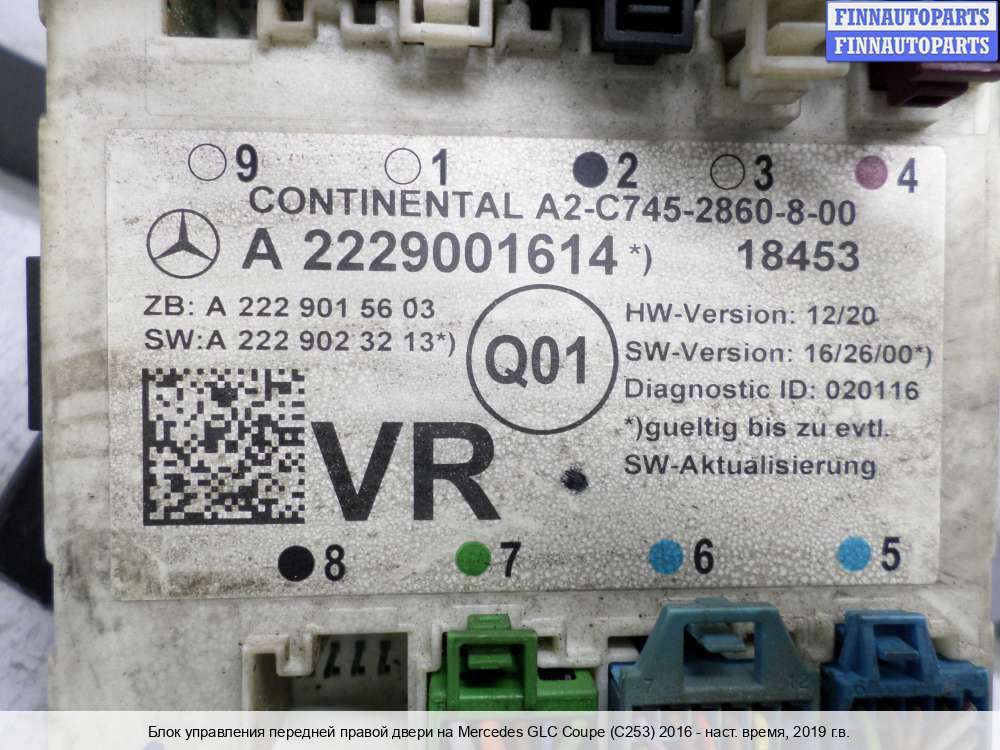 FINNAUTOPARTS
FINNAUTOPARTS
9 1 2 3 4
CONTINENTAL A2-C745-2860-8-00
A 2229001614 *) 18453
ZB: A 222 901 56 03
SW:A 222 902 32 13*)
Q01
HW-Version: 12/20
SW-Version: 16/26/00*)
Diagnostic ID: 020116
*)gueltig bis zu evtl.
SW-Aktualisierung
VR
8 7 6 5
7 12
Блок управления передней правой двери на Mercedes GLC Coupe (C253) 2016 - наст. время, 2019 г.в.